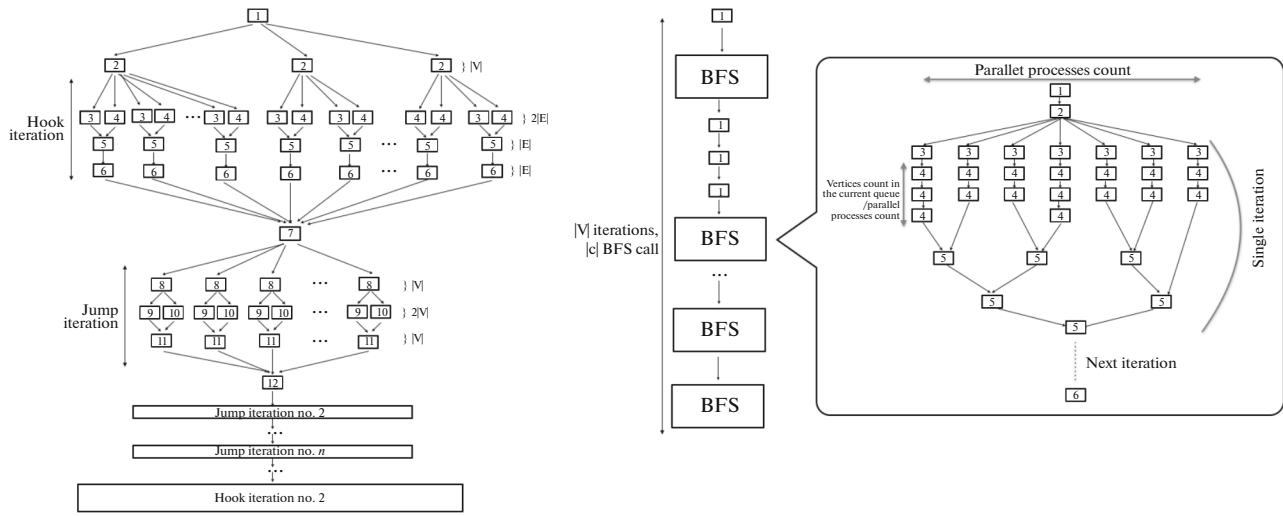 1
2 2 2 } |V|
Hook
iteration
3 4 3 4 ... 3 4 3 4 3 4 4 4 3 4 } 2|E|
5 5 5 5 5 ... 5 5 } |E|
6 6 6 6 6 ... 6 6 } |E|
7
Jump
iteration
8 8 8 ... 8 } |V|
9 10 9 10 9 10 ... 9 10 } 2|V|
11 11 11 ... 11 } |V|
12
Jump iteration no. 2
...
Jump iteration no. n
...
Hook iteration no. 2
1
BFS
1
1
1
|V| iterations,
|c| BFS call
BFS
...
BFS
BFS
Parallet processes count
1
2
3 3 3 3 3 3 3
4 4 4 4 4 4 4
4 4 4 4 4 4 4
4 4
Vertices count in
the current queue
/parallel
processes count
5 5 5
5 5
5
Single iteration
Next iteration
6